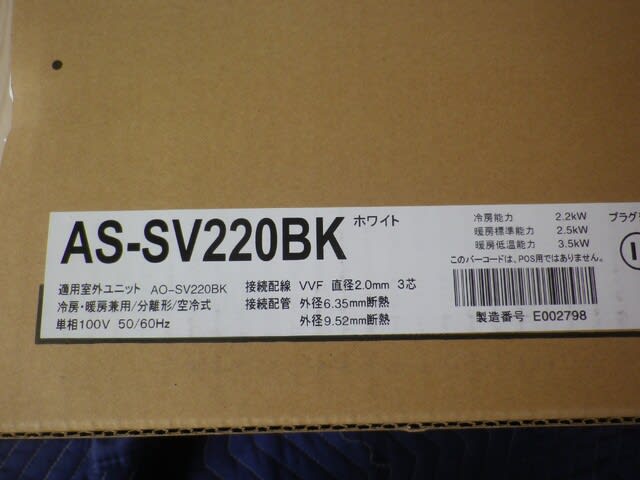 AS-SV220BK ホワイト
適用室外ユニット AO-SV220BK
冷房・暖房兼用/分離形/空冷式
単相100V 50/60Hz
接続配線 VVF 直径2.0mm 3芯
接続配管 外径6.35mm断熱
外径9.52mm断熱
冷房能力 2.2kW
暖房標準能力 2.5kW
暖房低温能力 3.5kW
このバーコードは、POS用ではありません。
製造番号 E002798
プラグ